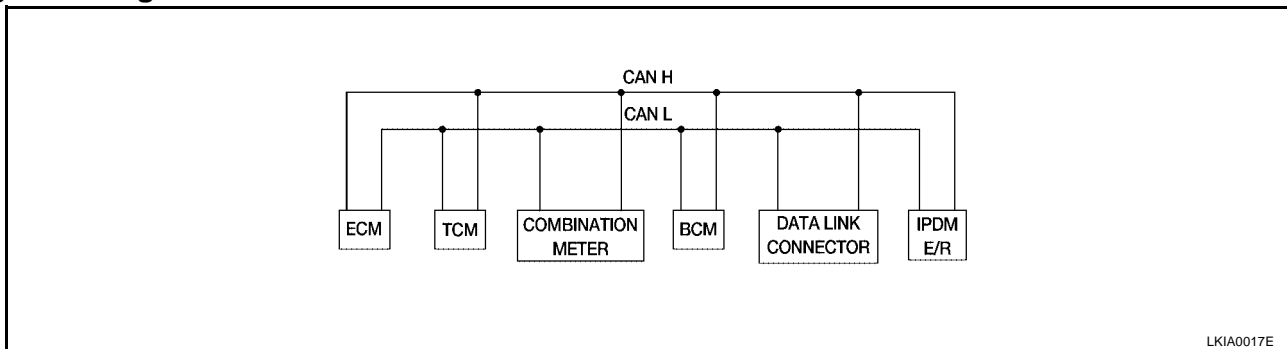 CAN H
CAN L
ECM
TCM
COMBINATION
METER
BCM
DATA LINK
CONNECTOR
IPDM
E/R
LKIA0017E